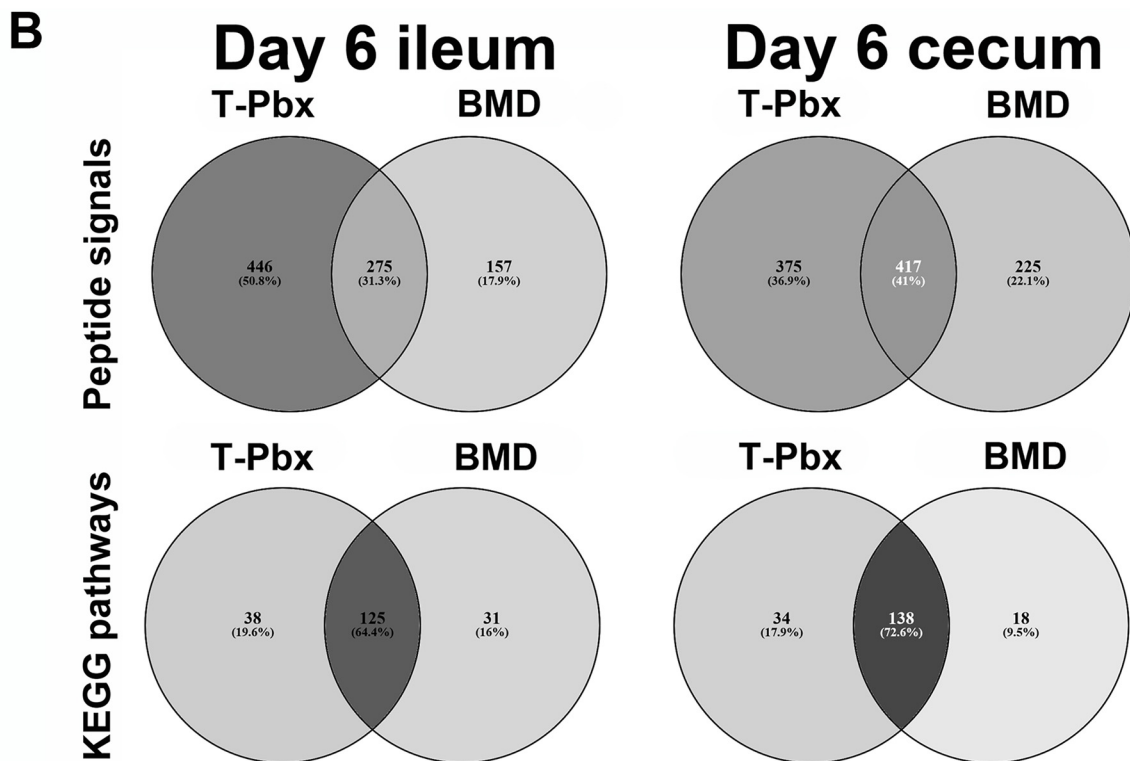 B
Day 6 ileum
Day 6 cecum
T-Pbx
BMD
T-Pbx
BMD
Peptide signals
446
(50.8%)
275
(31.3%)
157
(17.9%)
375
(36.9%)
417
(41%)
225
(22.1%)
T-Pbx
BMD
T-Pbx
BMD
KEGG pathways
38
(19.6%)
125
(64.4%)
31
(16%)
34
(17.9%)
138
(72.6%)
18
(9.5%)